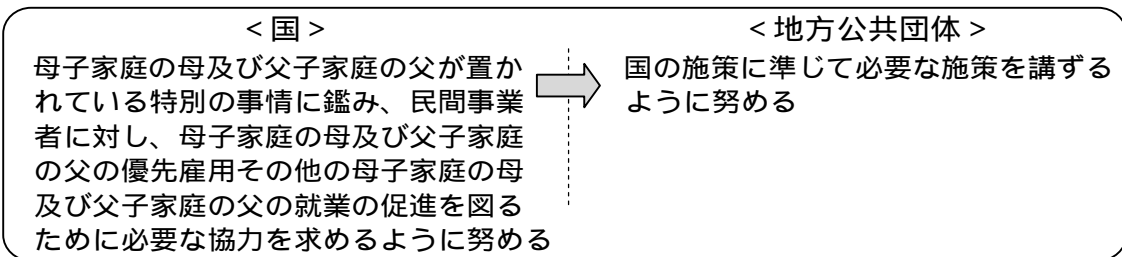 <国>
母子家庭の母及び父子家庭の父が置か
れている特別の事情に鑑み、民間事業
者に対し、母子家庭の母及び父子家庭
の父の優先雇用その他の母子家庭の母
及び父子家庭の父の就業の促進を図る
ために必要な協力を求めるように努める
<地方公共団体>
国の施策に準じて必要な施策を講ずる
ように努める